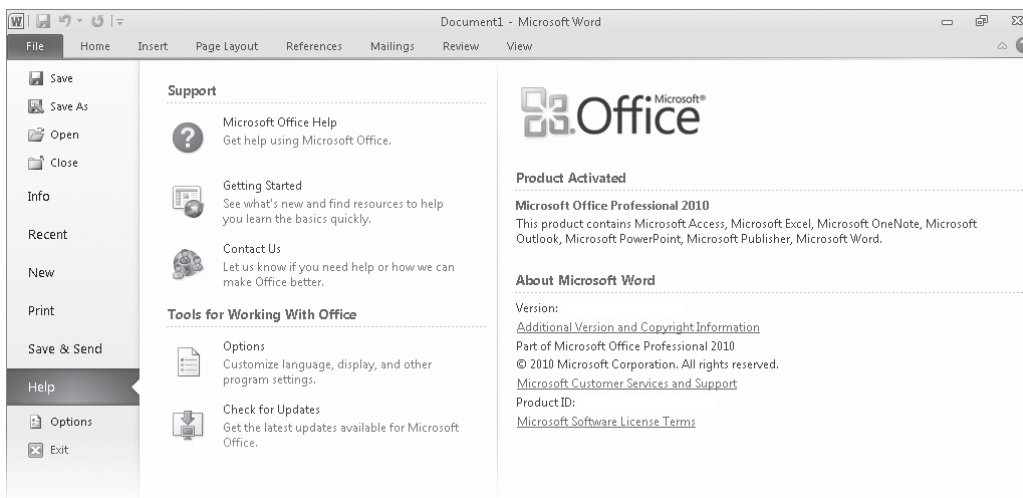 Document1 - Microsoft Word
File Home Insert Page Layout References Mailings Review View
Save
Save As
Open
Close
Info
Recent
New
Print
Save & Send
Help
Options
Exit
Support
Microsoft Office Help
Get help using Microsoft Office.
Getting Started
See what's new and find resources to help
you learn the basics quickly.
Contact Us
Let us know if you need help or how we can
make Office better.
Tools for Working With Office
Options
Customize language, display, and other
program settings.
Check for Updates
Get the latest updates available for Microsoft
Office.
Microsoft®
Office
Product Activated
Microsoft Office Professional 2010
This product contains Microsoft Access, Microsoft Excel, Microsoft OneNote, Microsoft
Outlook, Microsoft PowerPoint, Microsoft Publisher, Microsoft Word.
About Microsoft Word
Version:
Additional Version and Copyright Information
Part of Microsoft Office Professional 2010
© 2010 Microsoft Corporation. All rights reserved.
Microsoft Customer Services and Support
Product ID:
Microsoft Software License Terms